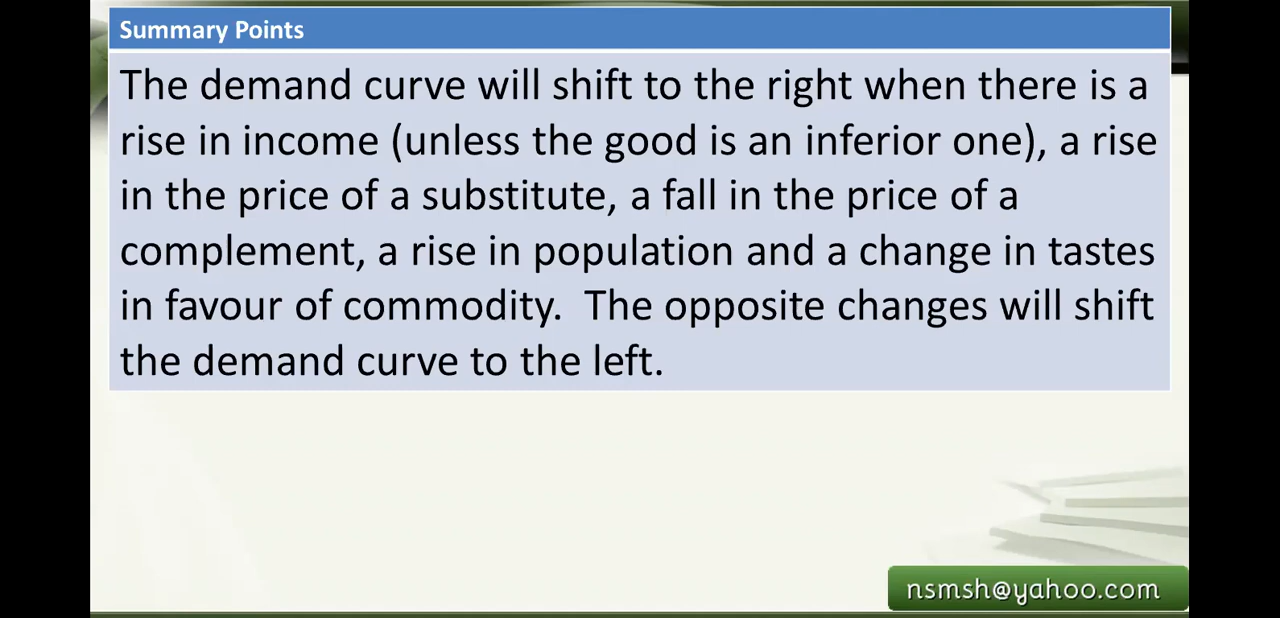 Summary Points
The demand curve will shift to the right when there is a
rise in income (unless the good is an inferior one), a rise
in the price of a substitute, a fall in the price of a
complement, a rise in population and a change in tastes
in favour of commodity.  The opposite changes will shift
the demand curve to the left.
nsmsh@yahoo.com